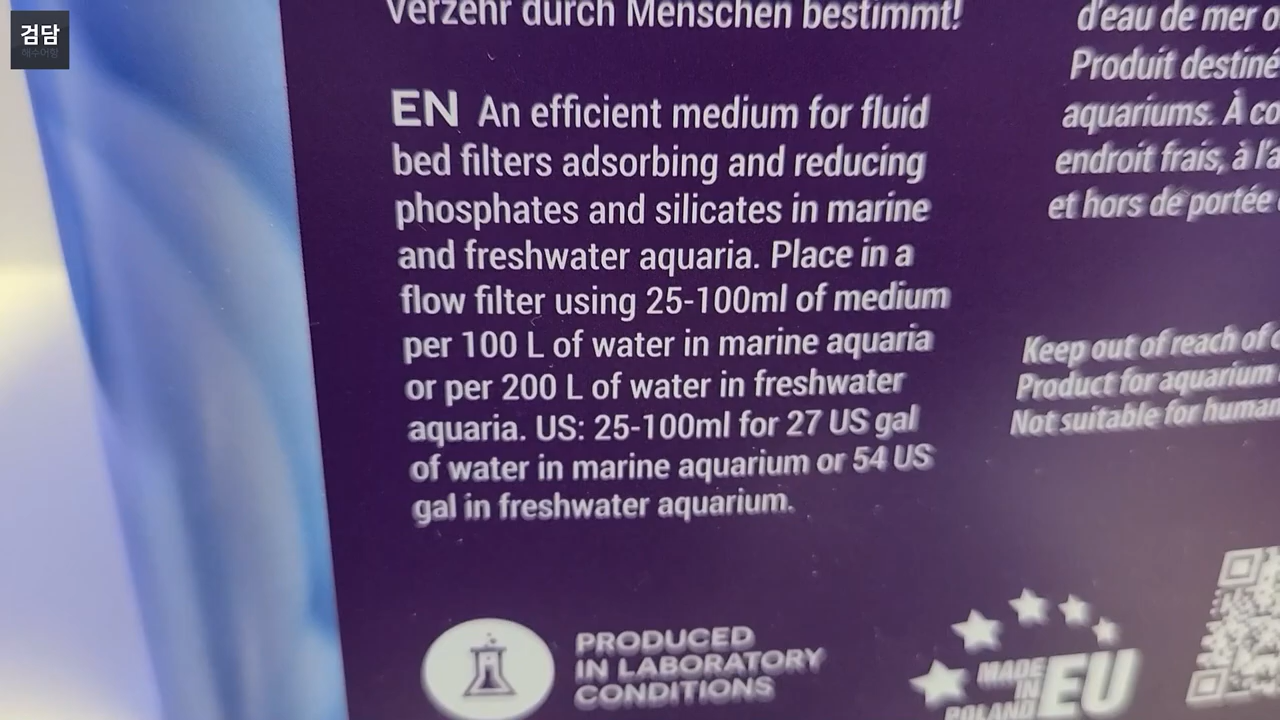 검담
해수어항
verzehr durch Menschen bestimmt!
EN An efficient medium for fluid
bed filters adsorbing and reducing
phosphates and silicates in marine
and freshwater aquaria. Place in a
flow filter using 25-100ml of medium
per 100 L of water in marine aquaria
or per 200 L of water in freshwater
aquaria. US: 25-100ml for 27 US gal
of water in marine aquarium or 54 US
gal in freshwater aquarium.
d'eau de mer o
Produit destiné
aquariums. À co
endroit frais, à l'a
et hors de portée
Keep out of reach of c
Product for aquarium
Not suitable for human
PRODUCED
IN LABORATORY
CONDITIONS
MADE
IN
POLAND
EU